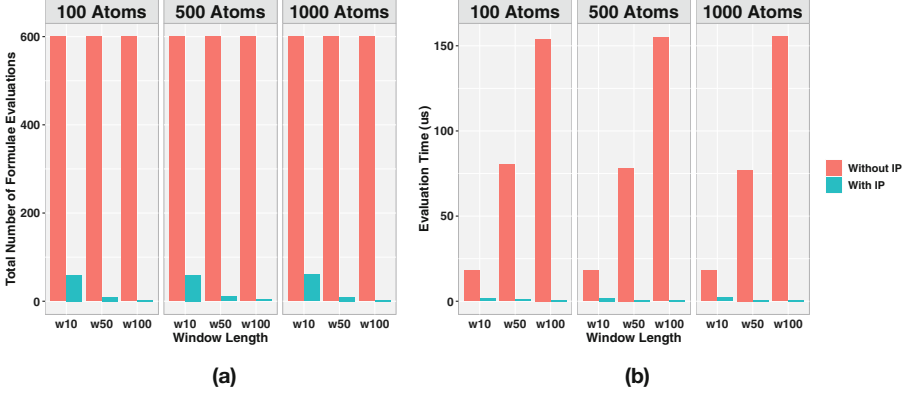 100 Atoms 500 Atoms 1000 Atoms
Total Number of Formulae Evaluations
600
400
200
0
w10 w50 w100 w10 w50 w100 w10 w50 w100
Window Length
(a)
100 Atoms 500 Atoms 1000 Atoms
Evaluation Time (us)
150
100
50
0
w10 w50 w100 w10 w50 w100 w10 w50 w100
Window Length
(b)
Without IP
With IP